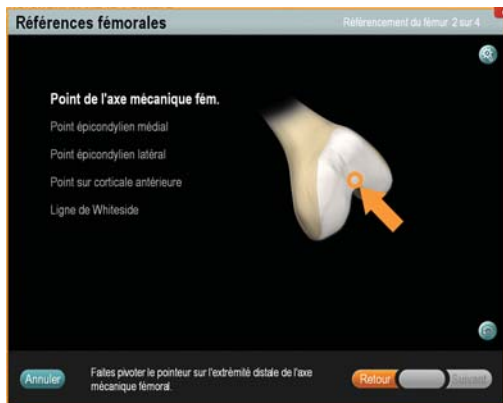 Références fémorales
Référencement du fémur 2 sur 4
Point de l'axe mécanique fém.
Point épicondylien médial
Point épicondylien latéral
Point sur corticale antérieure
Ligne de Whiteside
Annuler
Faites pivoter le pointeur sur l'extrémité distale de l'axe
mécanique fémoral.
Retour
Suivant